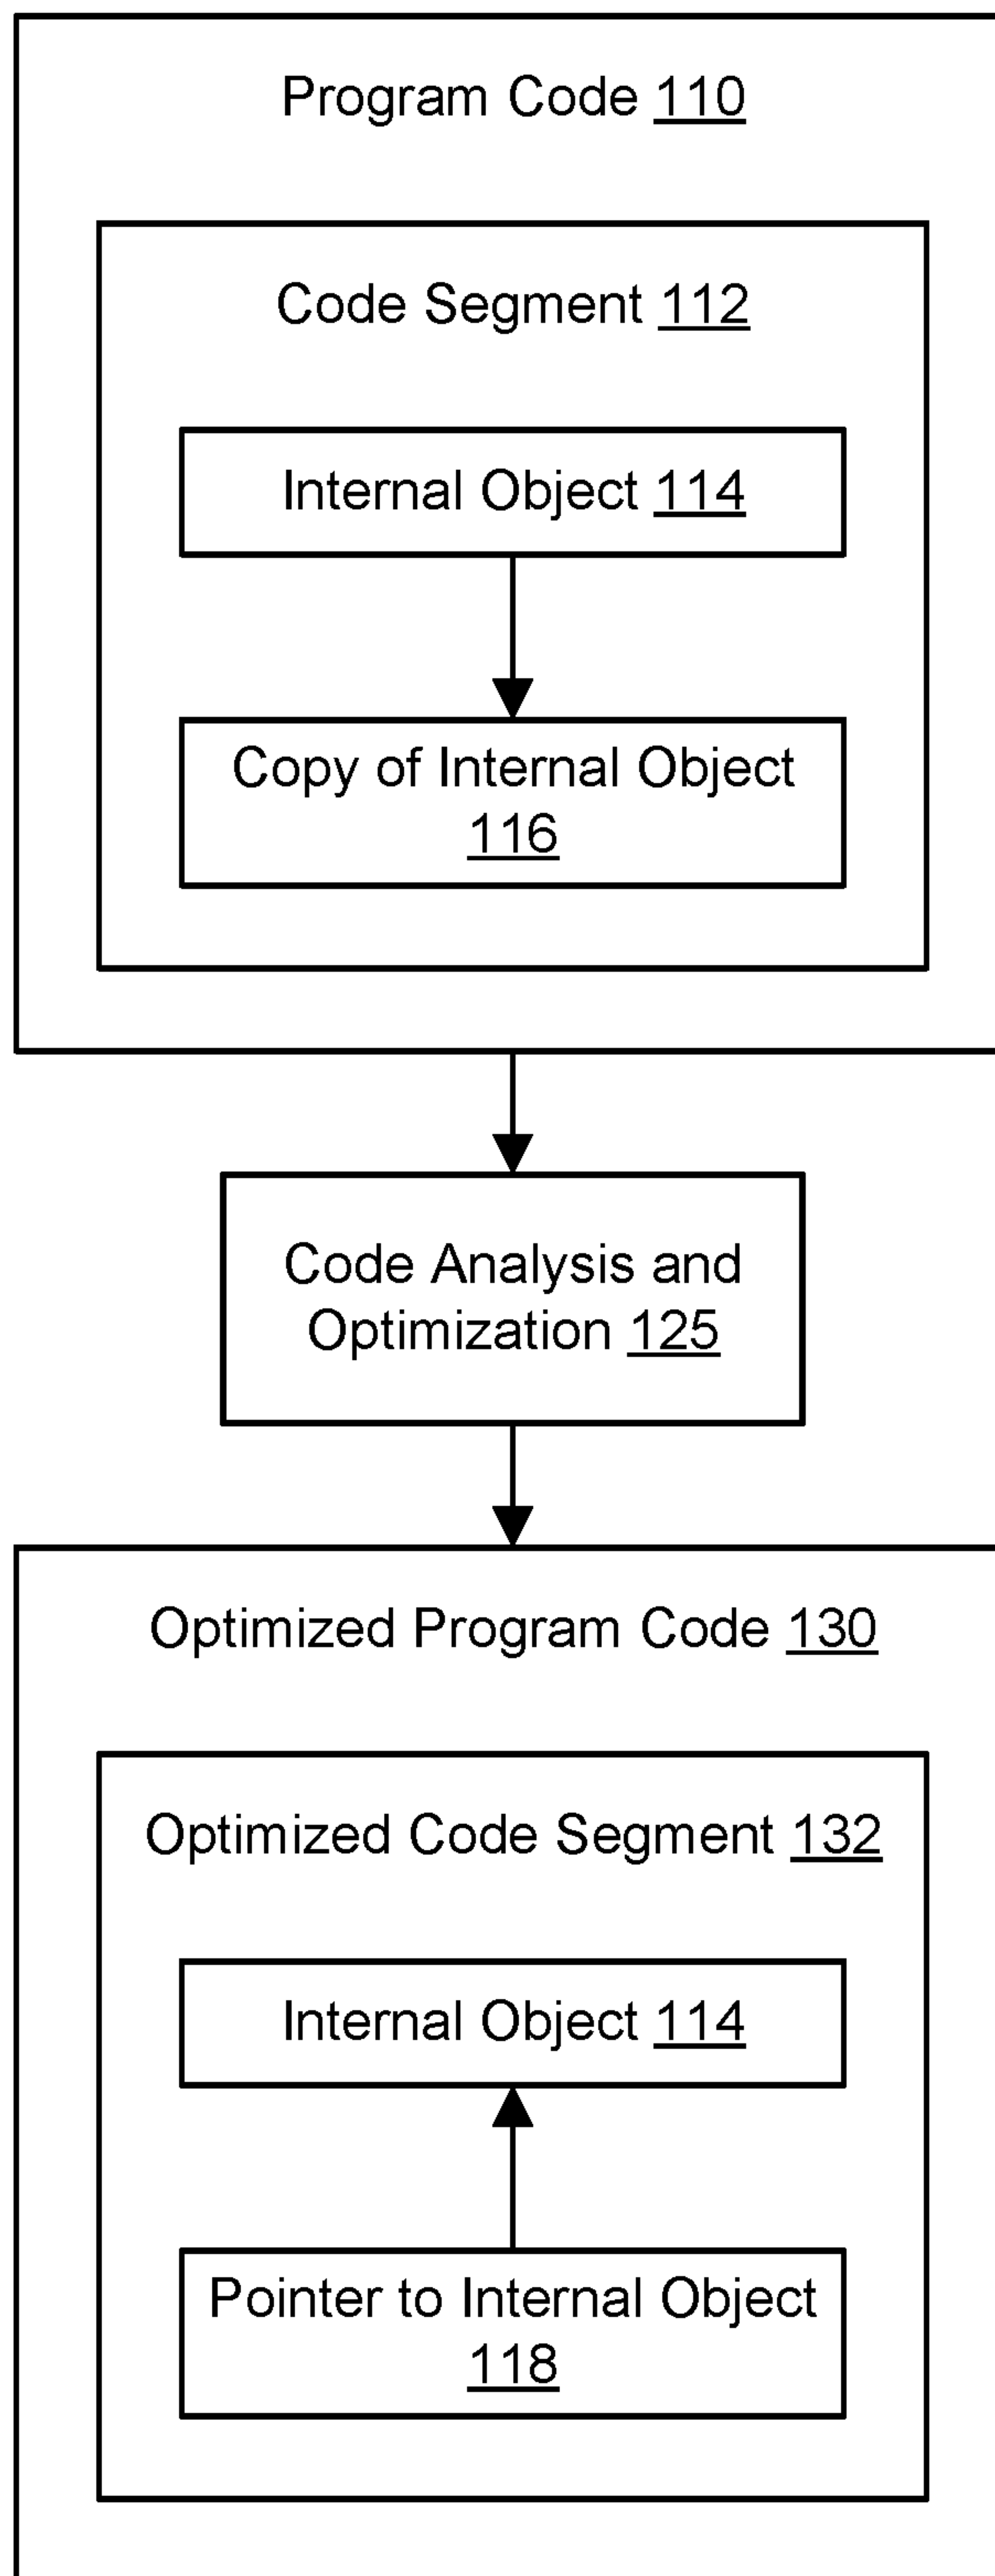 Program Code 110
Code Segment 112
Internal Object 114
Copy of Internal Object
116
Code Analysis and
Optimization 125
Optimized Program Code 130
Optimized Code Segment 132
Internal Object 114
Pointer to Internal Object
118